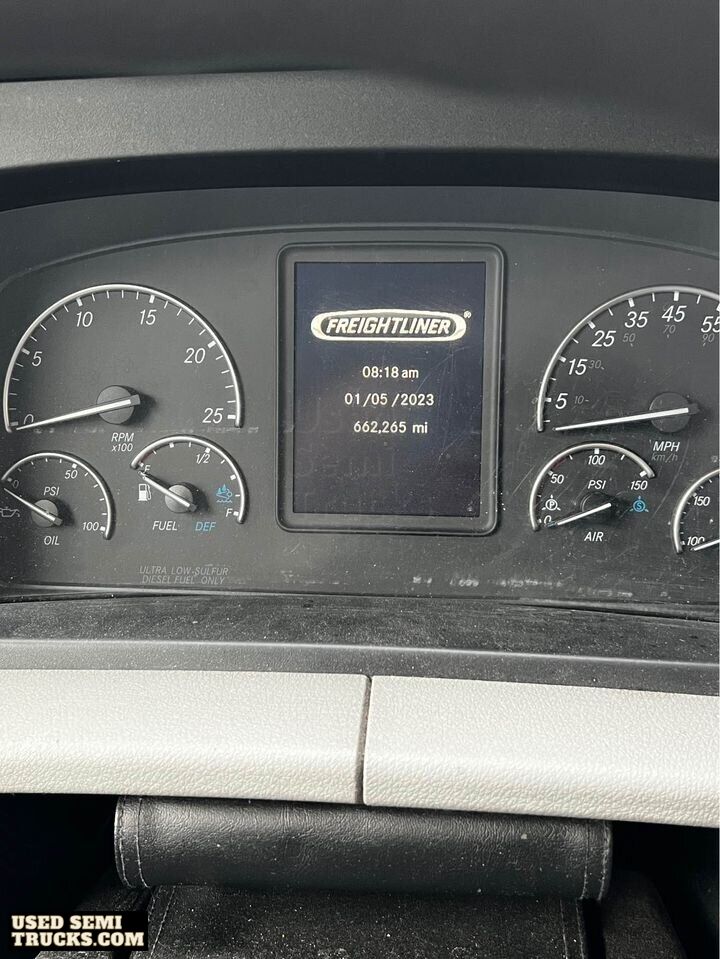 FREIGHTLINER®
08:18 am
01/05 /2023
662,265 mi
0 5 10 15 20 25
RPM
x100
0 50 100
PSI
OIL
E 1/2 F
FUEL DEF
ULTRA LOW-SULFUR
DIESEL FUEL ONLY
5 15 25 35 45 55
10 30 50 70 90
MPH
km/h
0 50 100 150
PSI
P S
AIR
100 150
USED SEMI
TRUCKS.COM